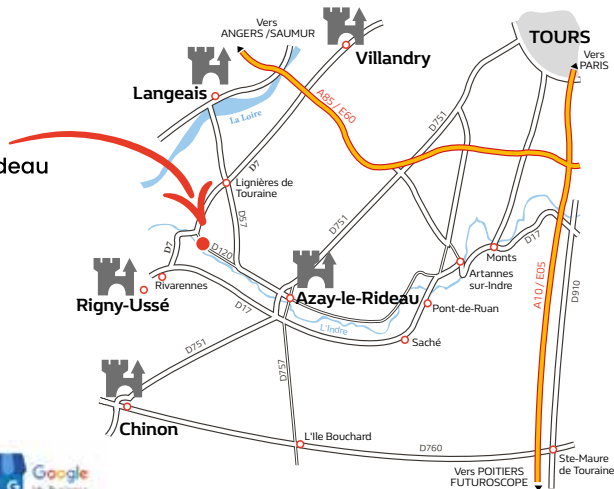 Vers
ANGERS /SAUMUR
Villandry
TOURS
Vers
PARIS
Langeais
La Loire
A85 / E60
D751
deau
D7
Lignières de
Touraine
D57
D751
D7
D120
Monts
D17
Artannes
sur-Indre
Rivarennes
Rigny-Ussé
Azay-le-Rideau
Pont-de-Ruan
A10 / E05
D910
D17
L'Indre
Saché
D751
D757
Chinon
L'Ile Bouchard
D760
Ste-Maure
de Touraine
Vers POITIERS
FUTUROSCOPE
Google